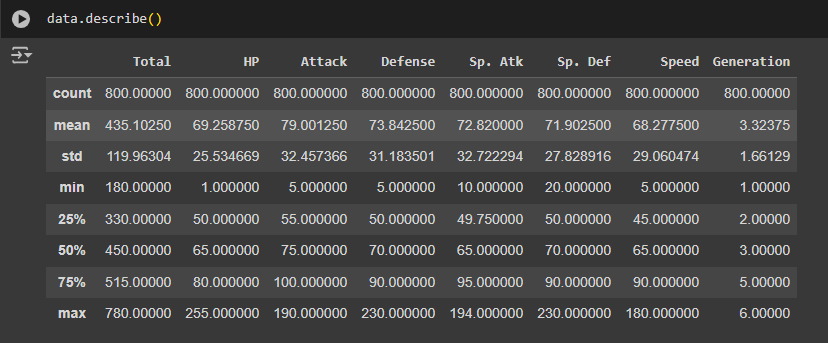 data.describe()
Total HP Attack Defense Sp. Atk Sp. Def Speed Generation
count 800.00000 800.000000 800.000000 800.000000 800.000000 800.000000 800.000000 800.00000
mean 435.10250 69.258750 79.001250 73.842500 72.820000 71.902500 68.277500 3.32375
std 119.96304 25.534669 32.457366 31.183501 32.722294 27.828916 29.060474 1.66129
min 180.00000 1.000000 5.000000 5.000000 10.000000 20.000000 5.000000 1.00000
25% 330.00000 50.000000 55.000000 50.000000 49.750000 50.000000 45.000000 2.00000
50% 450.00000 65.000000 75.000000 70.000000 65.000000 70.000000 65.000000 3.00000
75% 515.00000 80.000000 100.000000 90.000000 95.000000 90.000000 90.000000 5.00000
max 780.00000 255.000000 190.000000 230.000000 194.000000 230.000000 180.000000 6.00000